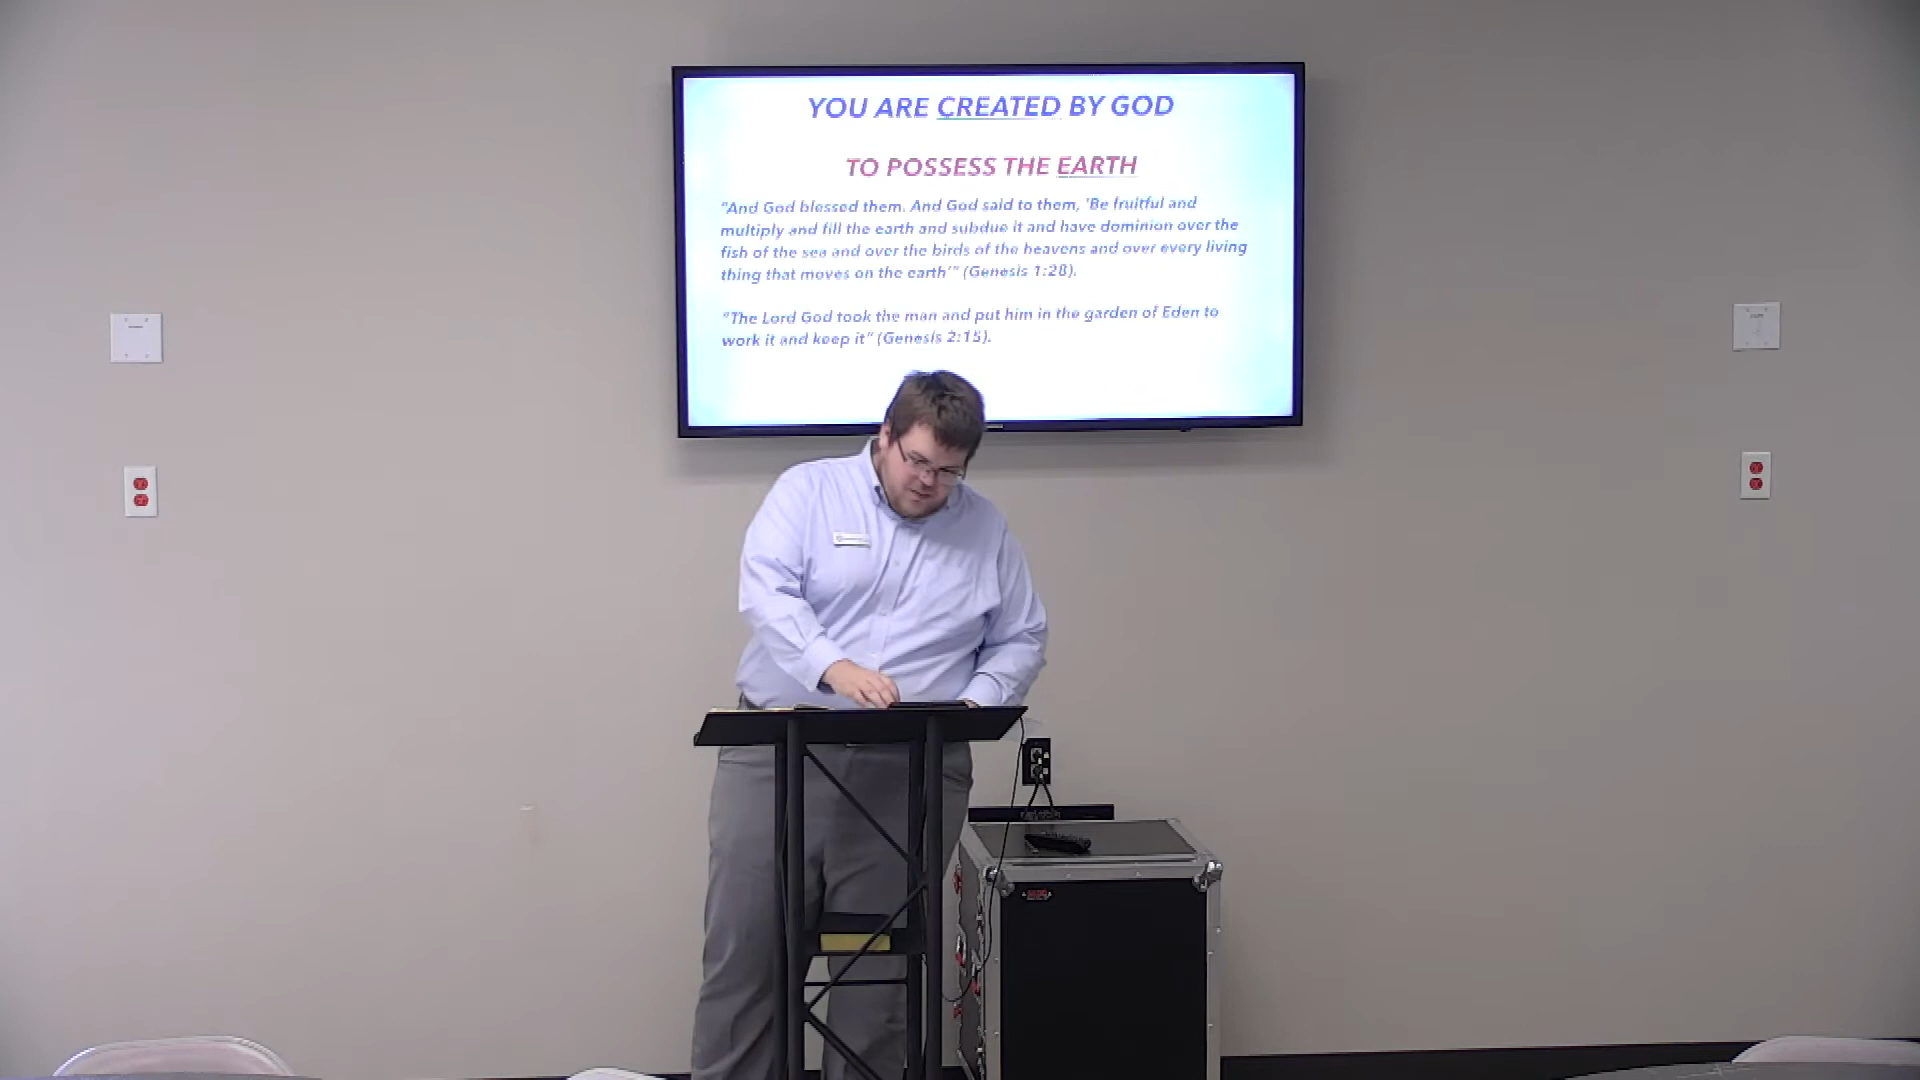 YOU ARE CREATED BY GOD
TO POSSESS THE EARTH
"And God blessed them. And God said to them, 'Be fruitful and
multiply and fill the earth and subdue it and have dominion over the
fish of the sea and over the birds of the heavens and over every living
thing that moves on the earth'" (Genesis 1:28).
"The Lord God took the man and put him in the garden of Eden to
work it and keep it" (Genesis 2:15).